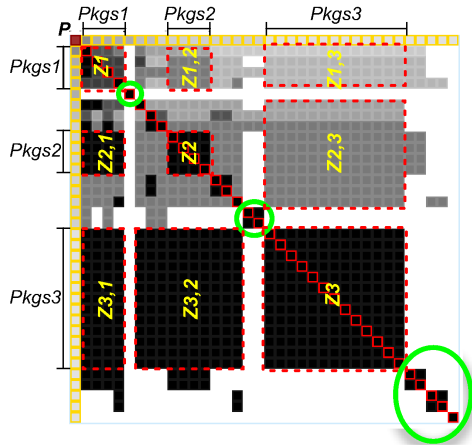 Pkgs1 Pkgs2 Pkgs3
P
Pkgs1 Z1 Z1,2 Z1,3
Pkgs2 Z2,1 Z2 Z2,3
Pkgs3 Z3,1 Z3,2 Z3